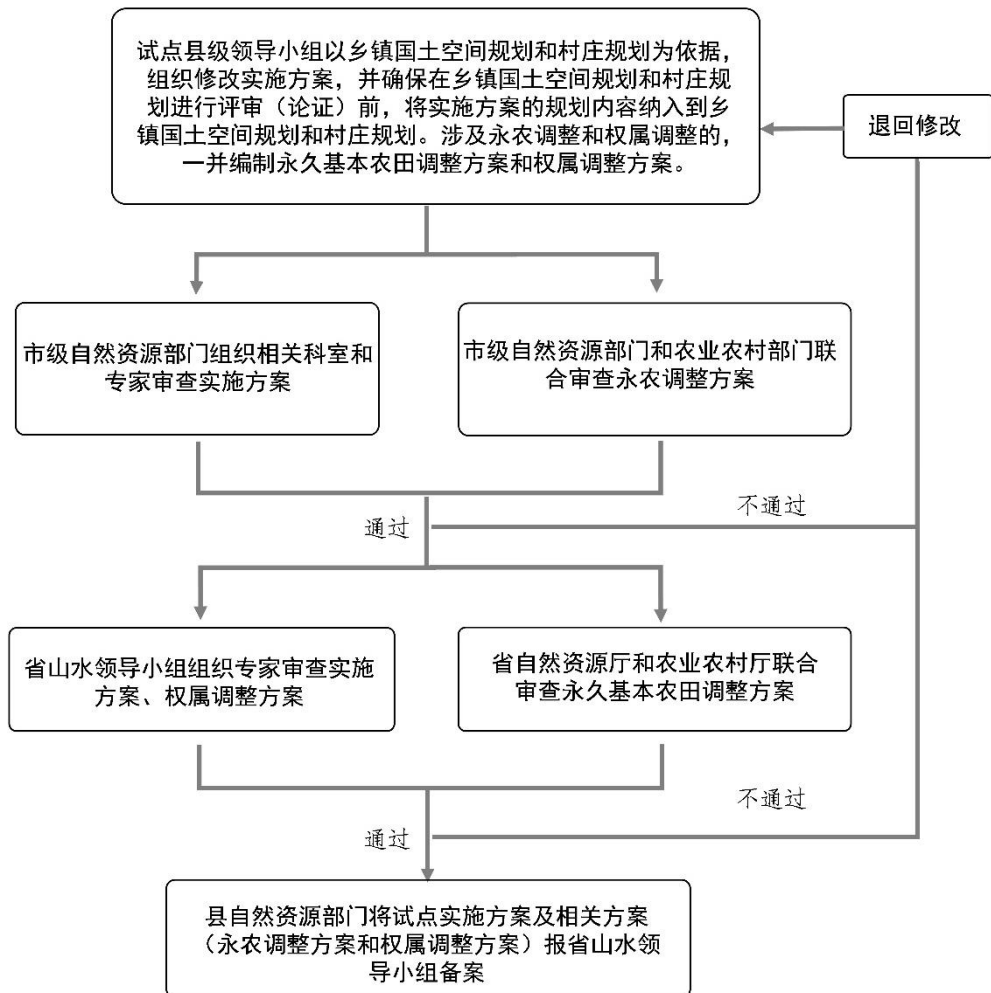 试点县级领导小组以乡镇国土空间规划和村庄规划为依据，
组织修改实施方案，并确保在乡镇国土空间规划和村庄规
划进行评审（论证）前，将实施方案的规划内容纳入到乡
镇国土空间规划和村庄规划。涉及永农调整和权属调整的，
一并编制永久基本农田调整方案和权属调整方案。
退回修改
市级自然资源部门组织相关科室和
专家审查实施方案
市级自然资源部门和农业农村部门联
合审查永农调整方案
通过
不通过
省山水领导小组组织专家审查实施
方案、权属调整方案
省自然资源厅和农业农村厅联合
审查永久基本农田调整方案
通过
不通过
县自然资源部门将试点实施方案及相关方案
（永农调整方案和权属调整方案）报省山水领
导小组备案